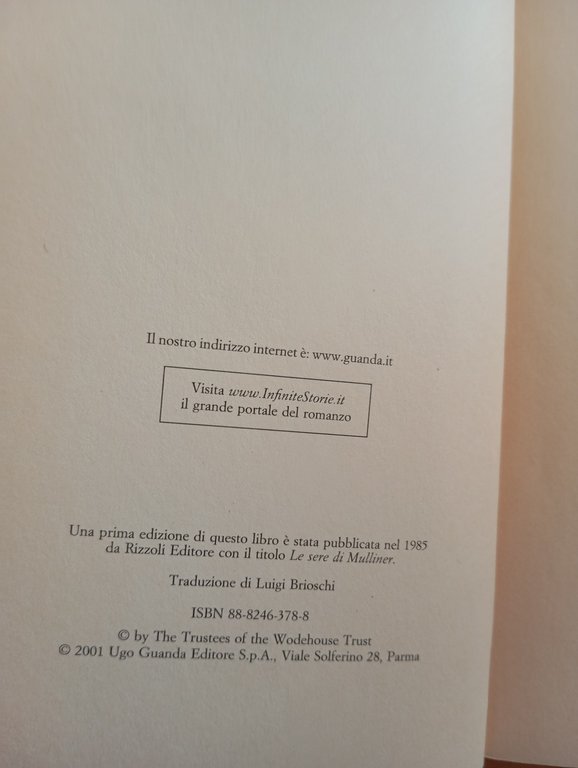 Il nostro indirizzo internet è: www.guanda.it
Visita www.InfiniteStorie.it
il grande portale del romanzo
Una prima edizione di questo libro è stata pubblicata nel 1985
da Rizzoli Editore con il titolo Le sere di Mulliner.
Traduzione di Luigi Brioschi
ISBN 88-8246-378-8
© by The Trustees of the Wodehouse Trust
© 2001 Ugo Guanda Editore S.p.A., Viale Solferino 28, Parma